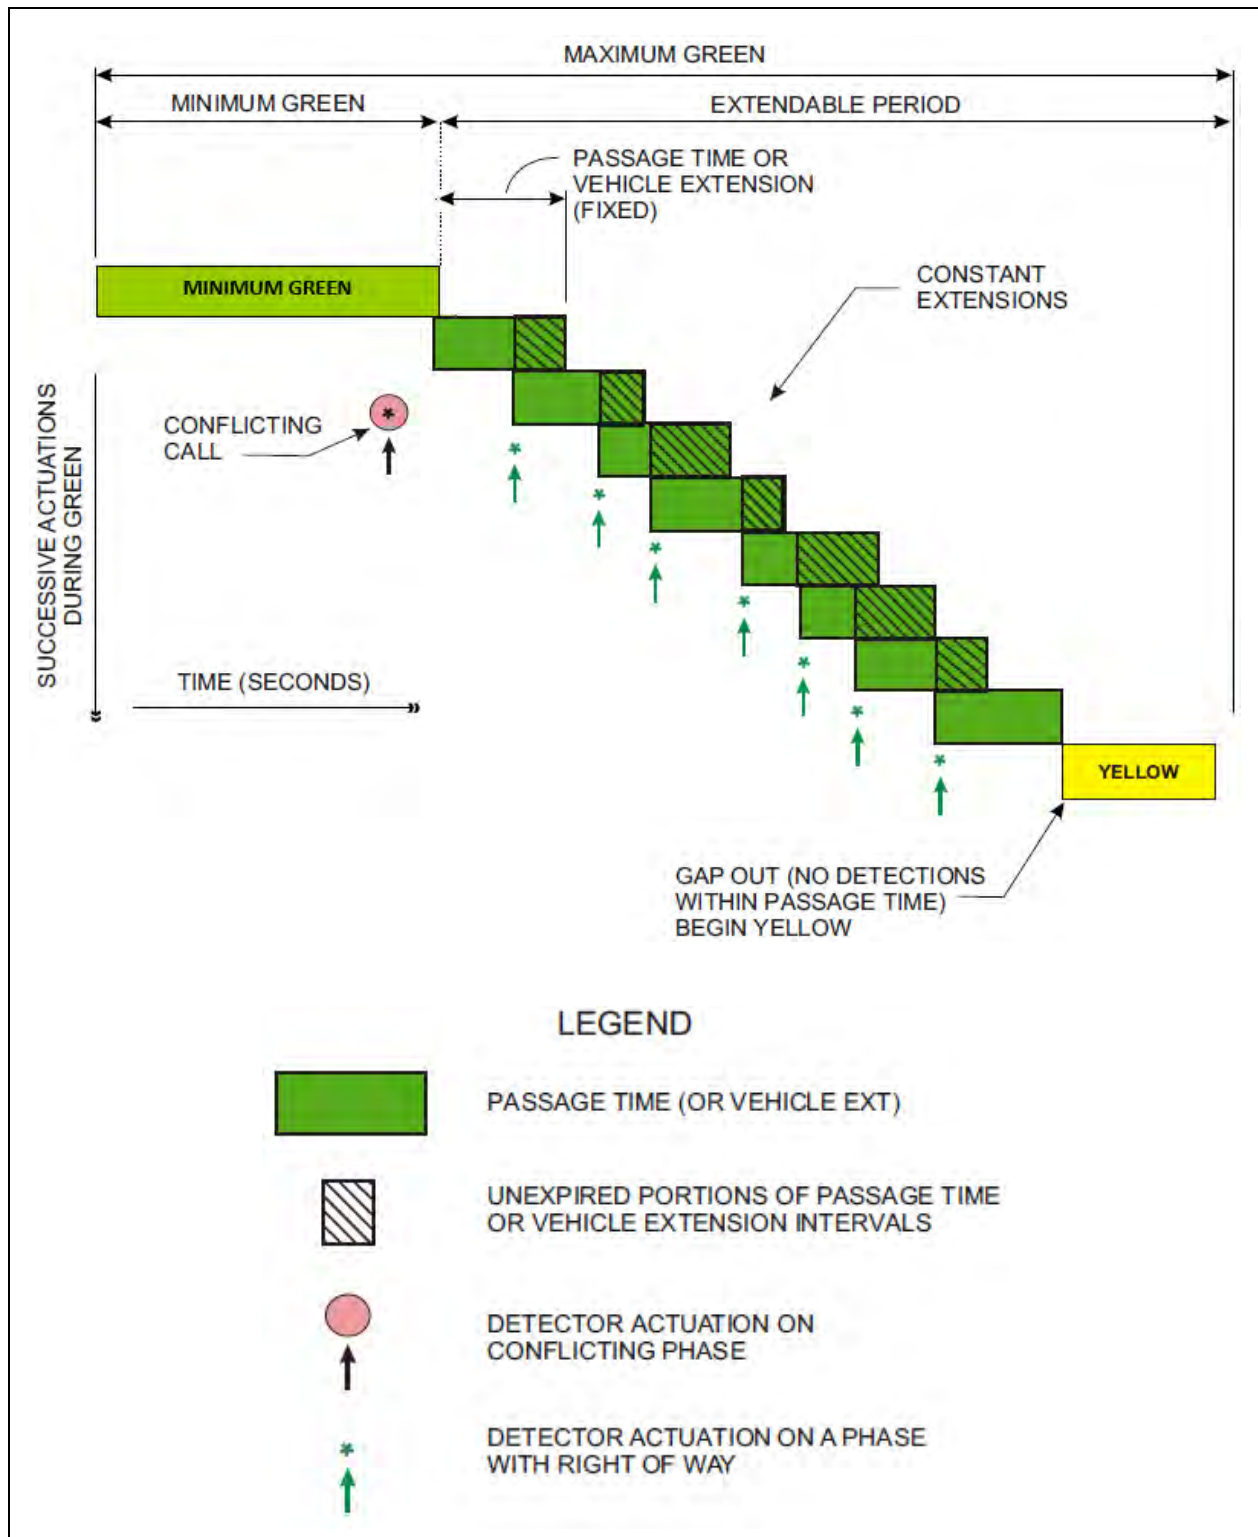 MAXIMUM GREEN
MINIMUM GREEN
EXTENDABLE PERIOD
PASSAGE TIME OR
VEHICLE EXTENSION
(FIXED)
MINIMUM GREEN
CONSTANT
EXTENSIONS
CONFLICTING
CALL
SUCCESSIVE ACTUATIONS
DURING GREEN
TIME (SECONDS)
YELLOW
GAP OUT (NO DETECTIONS
WITHIN PASSAGE TIME)
BEGIN YELLOW
LEGEND
PASSAGE TIME (OR VEHICLE EXT)
UNEXPIRED PORTIONS OF PASSAGE TIME
OR VEHICLE EXTENSION INTERVALS
DETECTOR ACTUATION ON
CONFLICTING PHASE
DETECTOR ACTUATION ON A PHASE
WITH RIGHT OF WAY